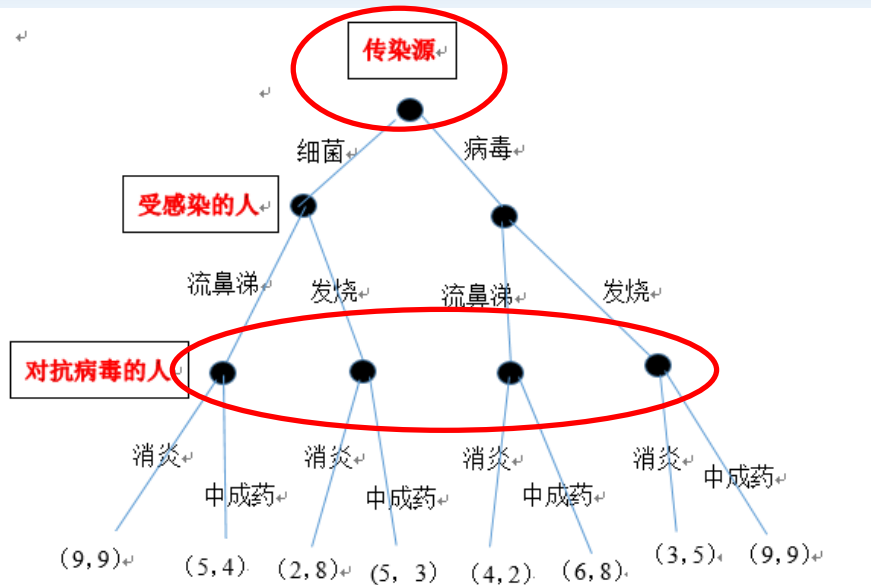 传染源
细菌
病毒
受感染的人
流鼻涕
发烧
流鼻涕
发烧
对抗病毒的人
消炎
中成药
消炎
中成药
消炎
中成药
消炎
中成药
(9,9)
(5,4)
(2,8)
(5, 3)
(4,2)
(6,8)
(3,5)
(9,9)